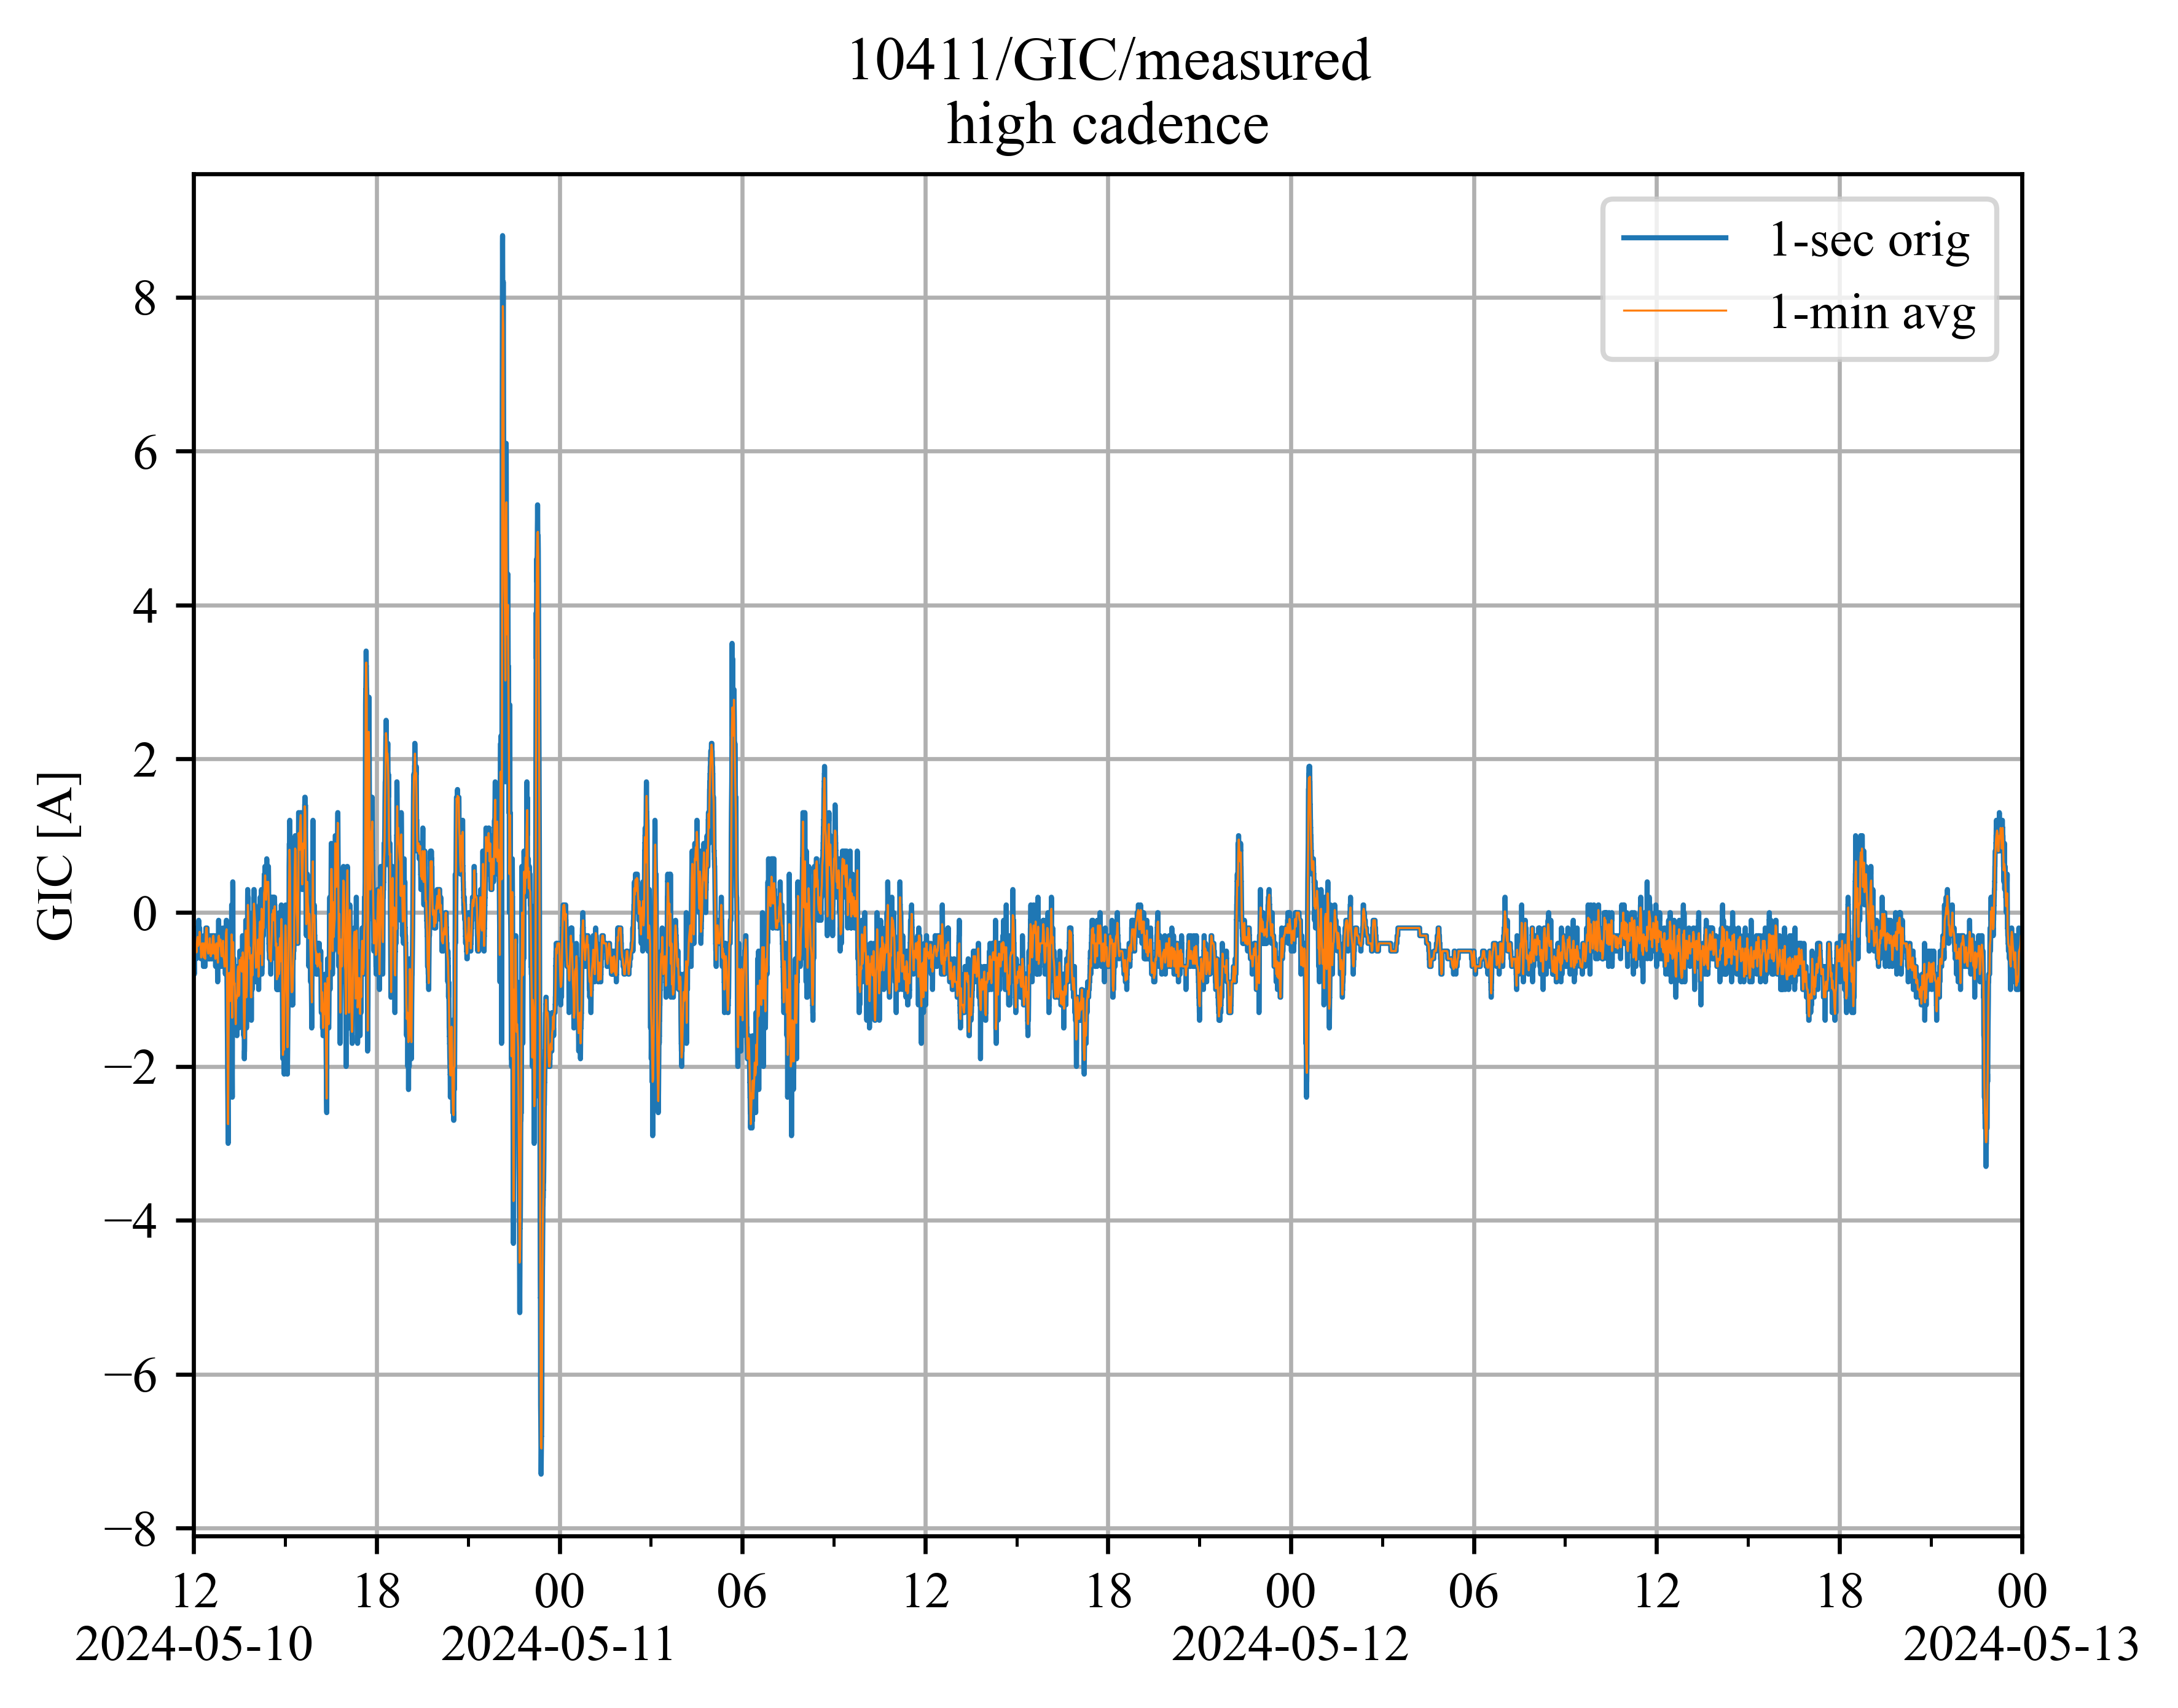 10411/GIC/measured
high cadence
1-sec orig
1-min avg
GIC [A]
8
6
4
2
0
−2
−4
−6
−8
12 18 00 06 12 18 00 06 12 18 00
2024-05-10 2024-05-11 2024-05-12 2024-05-13